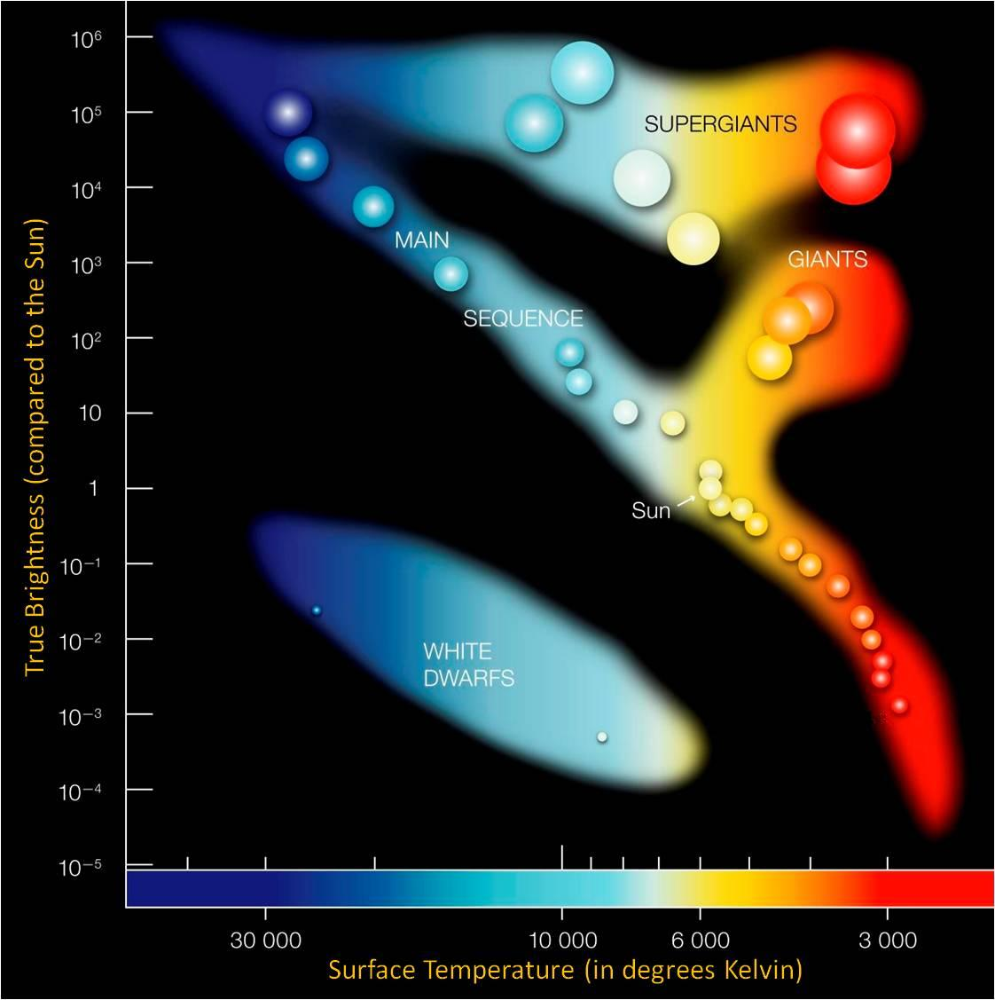 10⁶
10⁵
SUPERGIANTS
10⁴
MAIN
10³
GIANTS
SEQUENCE
10²
10
1
Sun
10⁻¹
10⁻²
WHITE
DWARFS
10⁻³
10⁻⁴
10⁻⁵
True Brightness (compared to the Sun)
30 000 10 000 6 000 3 000
Surface Temperature (in degrees Kelvin)